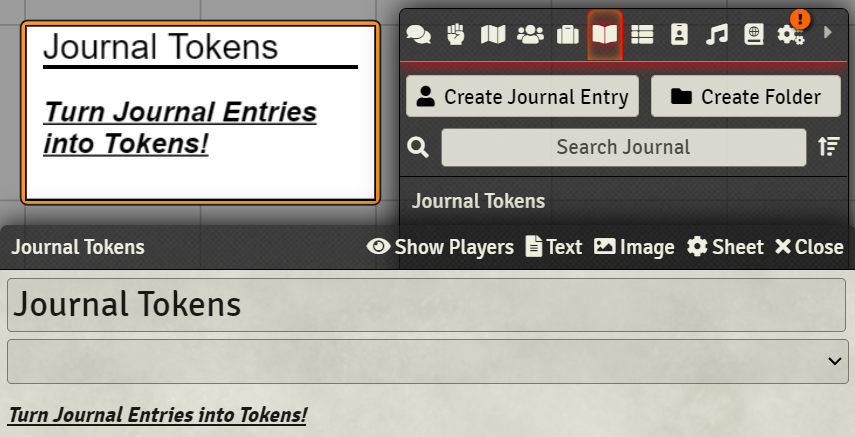 Journal Tokens
Turn Journal Entries
into Tokens!
!
Create Journal Entry
Create Folder
Search Journal
Journal Tokens
Journal Tokens
Show Players
Text
Image
Sheet
Close
Journal Tokens
Turn Journal Entries into Tokens!